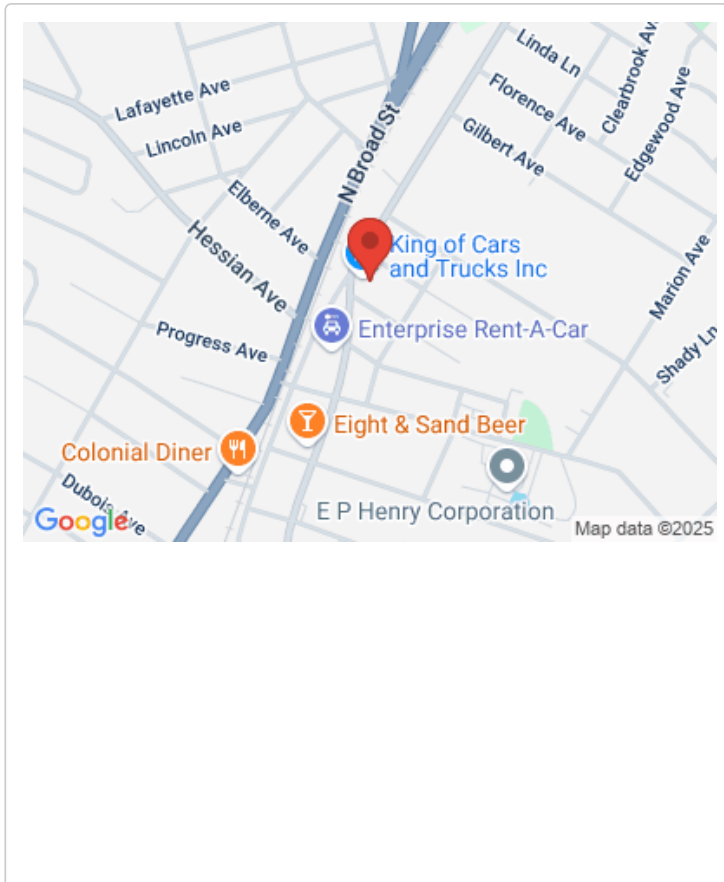 Linda Ln
Clearbrook Av
Lafayette Ave
Florence Ave
Edgewood Ave
Lincoln Ave
N Broad St
Gilbert Ave
Elberne Ave
Hessian Ave
King of Cars
and Trucks Inc
Marion Ave
Progress Ave
Enterprise Rent-A-Car
Shady Ln
Eight & Sand Beer
Colonial Diner
Dubois Ave
E P Henry Corporation
Google
Map data ©2025